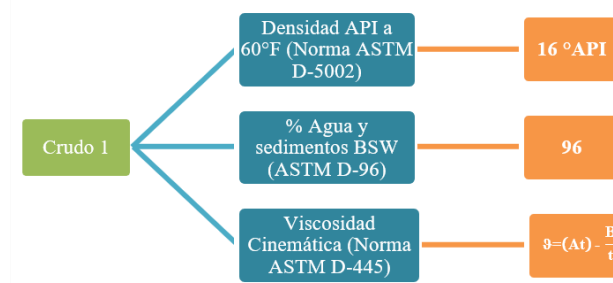 Densidad API a
60°F (Norma ASTM
D-5002)
16 °API
Crudo 1
% Agua y
sedimentos BSW
(ASTM D-96)
96
Viscosidad
Cinemática (Norma
ASTM D-445)
ϑ=(At) - B/t